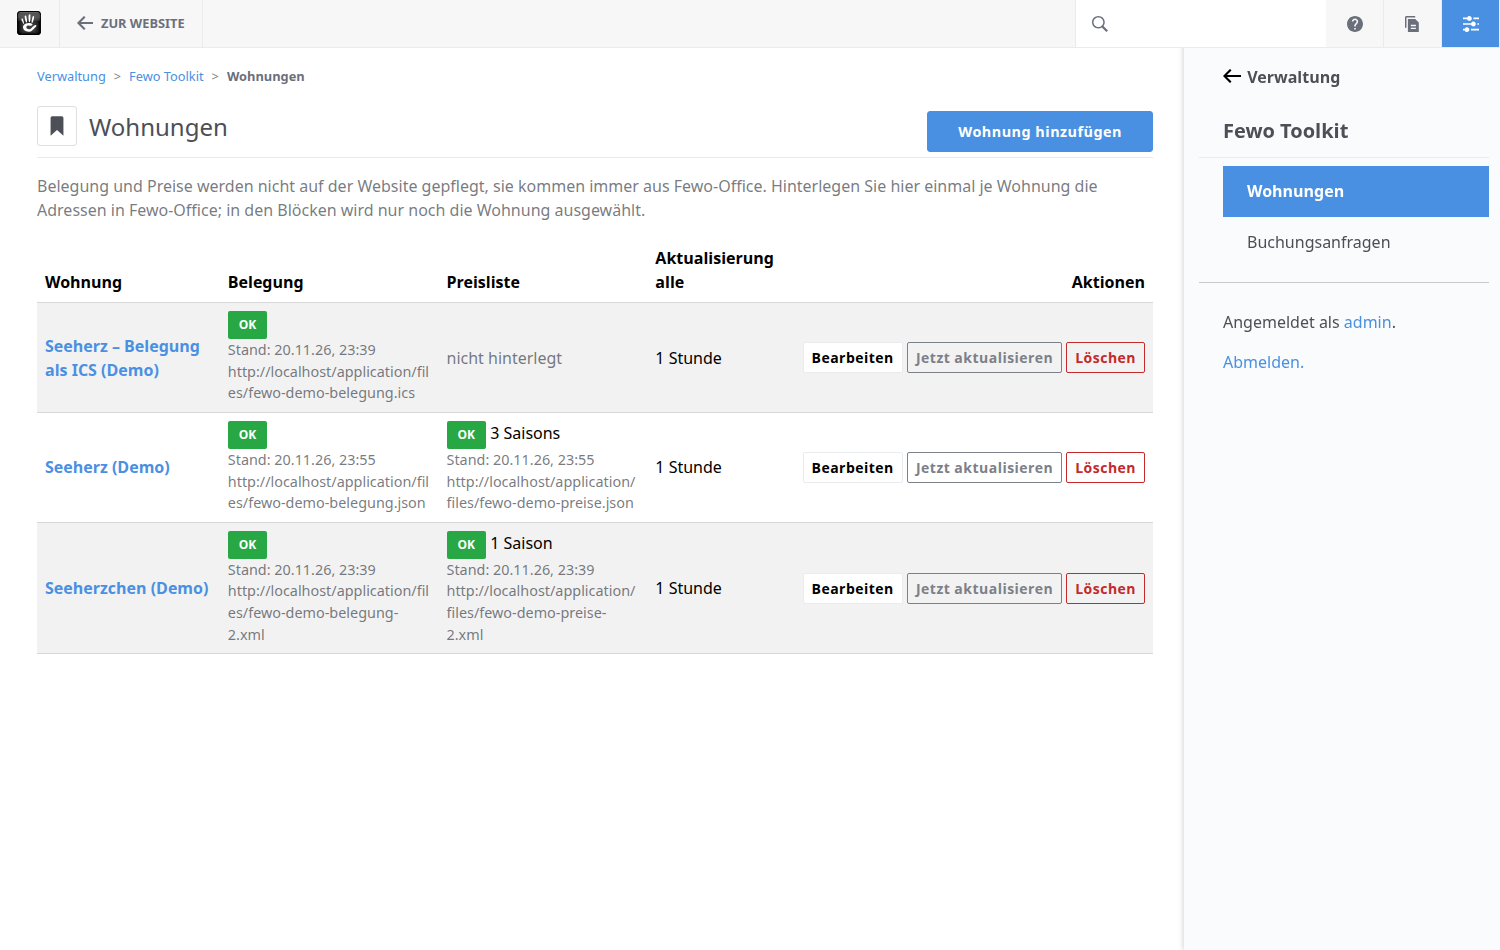 ZUR WEBSITE
Verwaltung > Fewo Toolkit > Wohnungen
Wohnungen
Wohnung hinzufügen
Belegung und Preise werden nicht auf der Website gepflegt, sie kommen immer aus Fewo-Office. Hinterlegen Sie hier einmal je Wohnung die
Adressen in Fewo-Office; in den Blöcken wird nur noch die Wohnung ausgewählt.
Wohnung Belegung Preisliste Aktualisierung
alle Aktionen
Seeherz – Belegung
als ICS (Demo)
OK
Stand: 20.11.26, 23:39
http://localhost/application/fil
es/fewo-demo-belegung.ics
nicht hinterlegt
1 Stunde
Bearbeiten Jetzt aktualisieren Löschen
Seeherz (Demo)
OK
Stand: 20.11.26, 23:55
http://localhost/application/fil
es/fewo-demo-belegung.json
OK 3 Saisons
Stand: 20.11.26, 23:55
http://localhost/application/
files/fewo-demo-preise.json
1 Stunde
Bearbeiten Jetzt aktualisieren Löschen
Seeherzchen (Demo)
OK
Stand: 20.11.26, 23:39
http://localhost/application/fil
es/fewo-demo-belegung-
2.xml
OK 1 Saison
Stand: 20.11.26, 23:39
http://localhost/application/
files/fewo-demo-preise-
2.xml
1 Stunde
Bearbeiten Jetzt aktualisieren Löschen
Verwaltung
Fewo Toolkit
Wohnungen
Buchungsanfragen
Angemeldet als admin.
Abmelden.